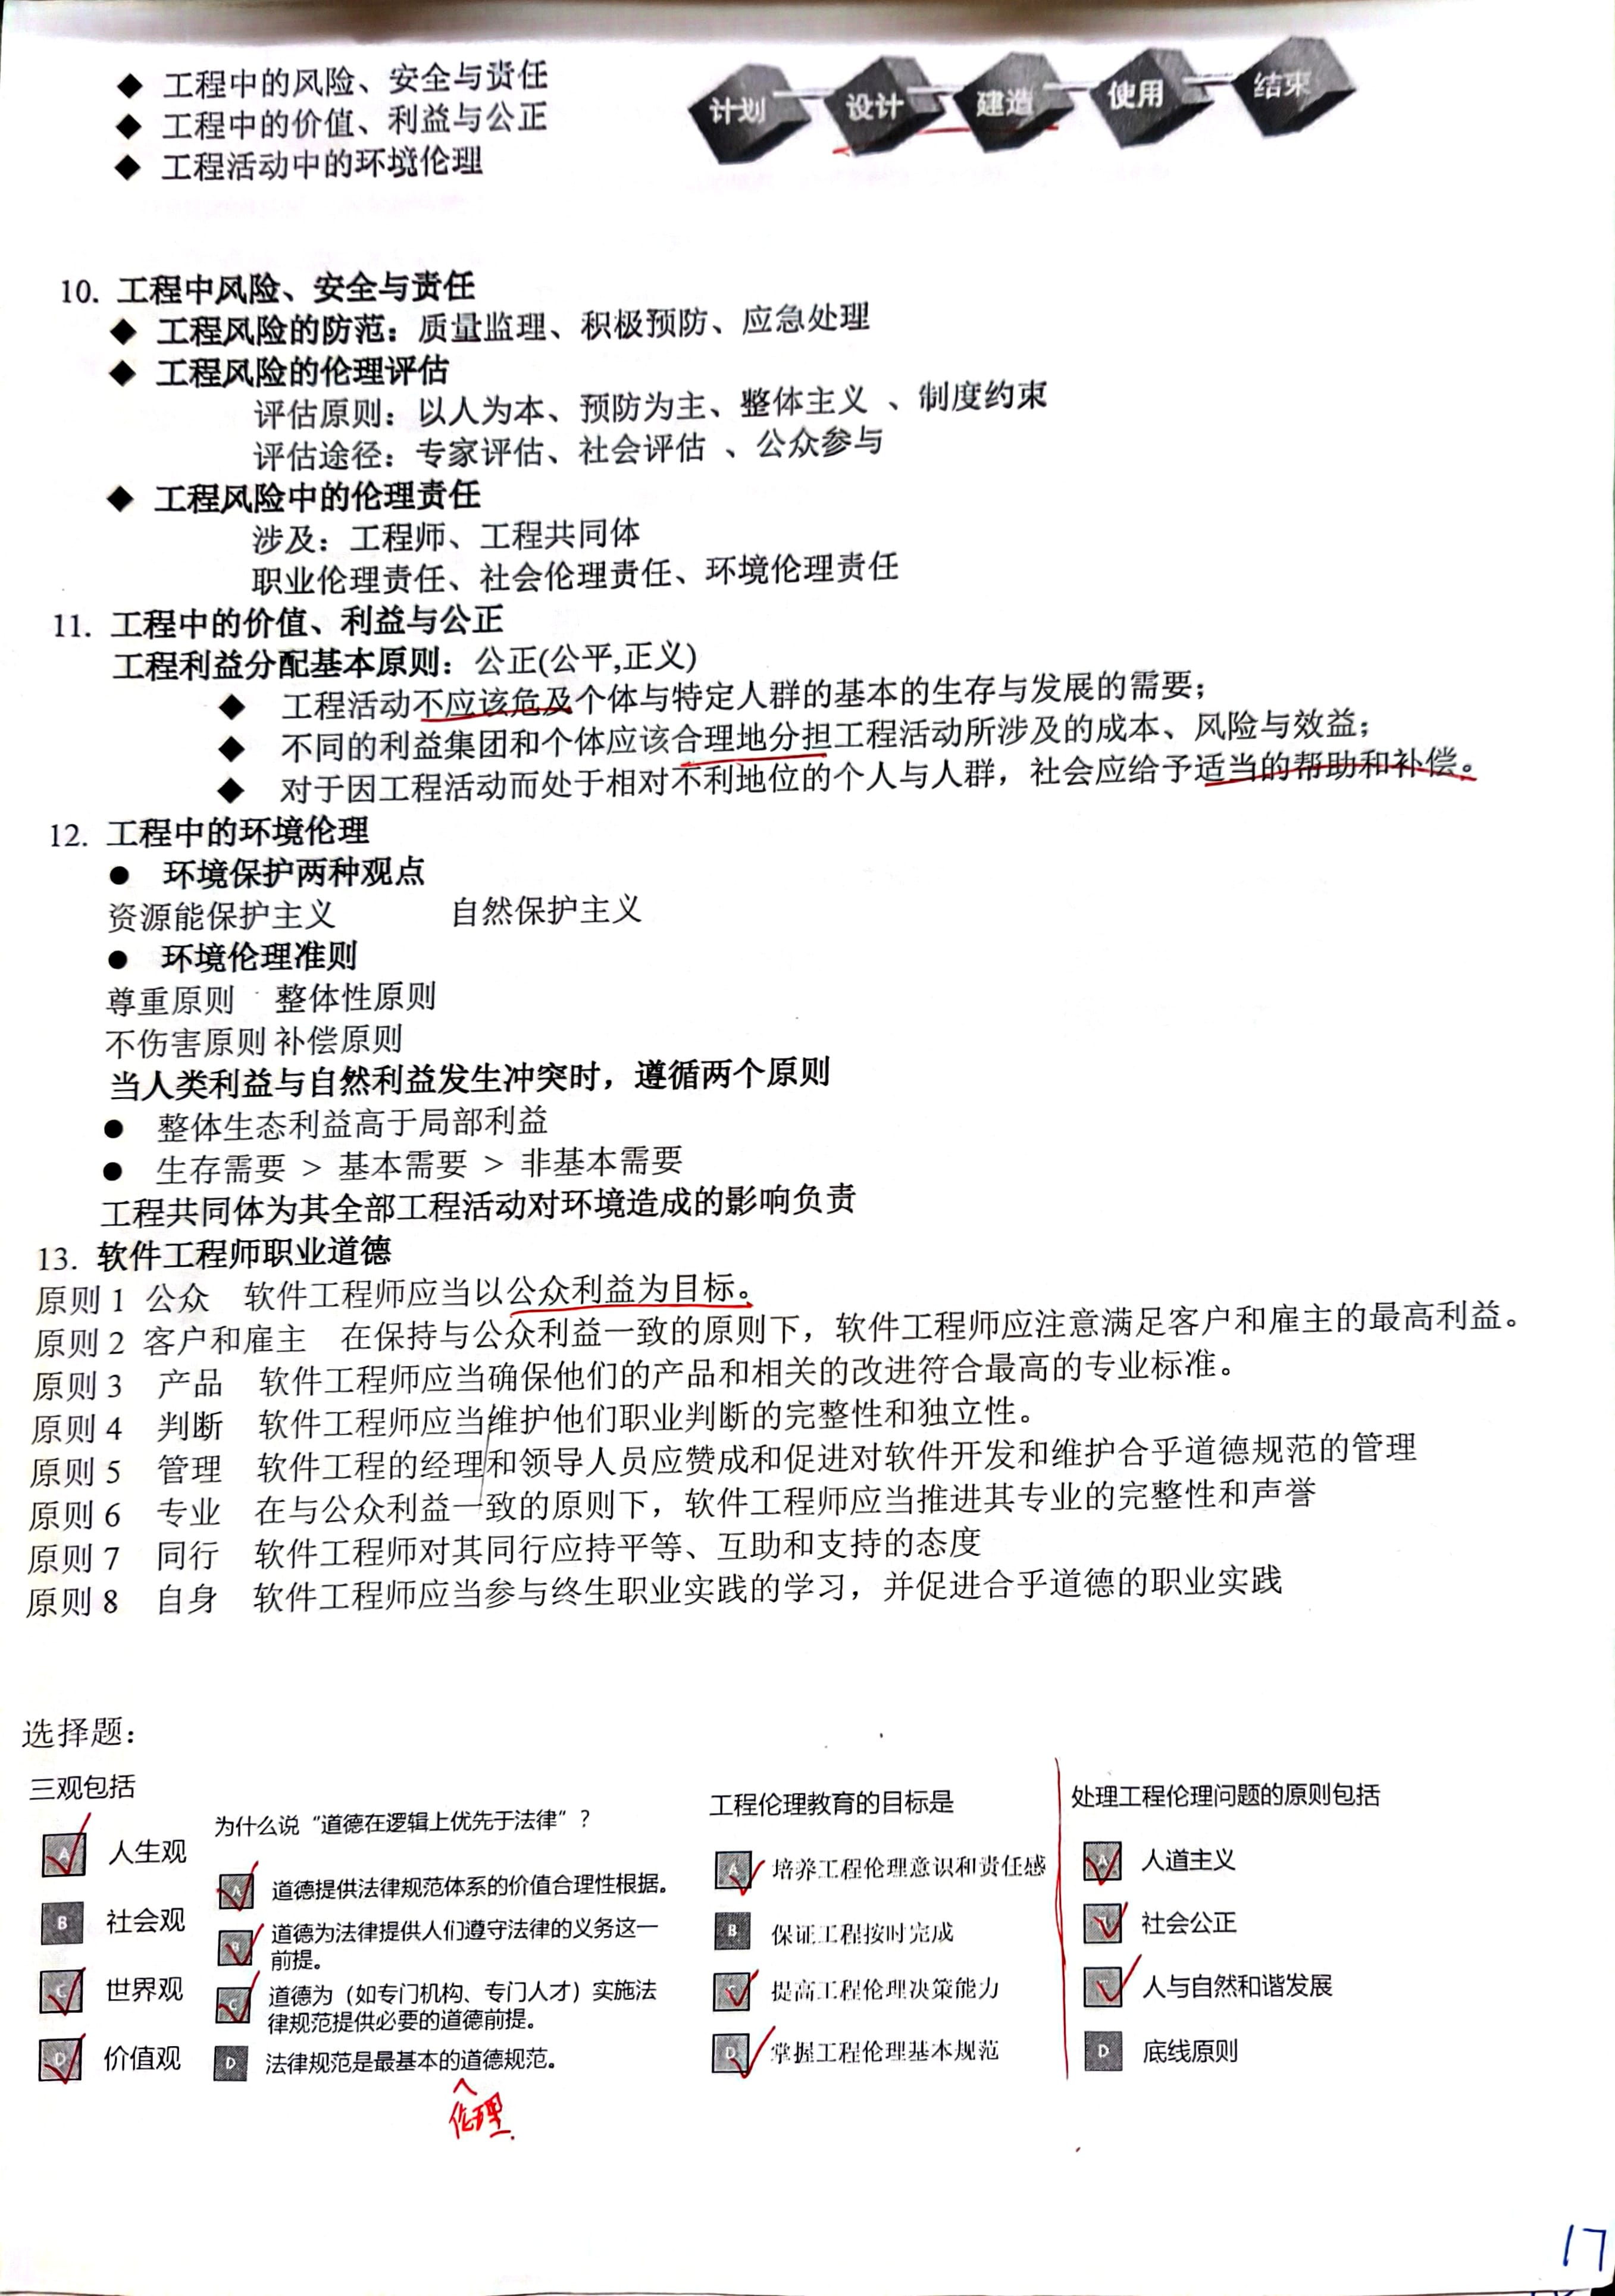 ◆ 工程中的风险、安全与责任
◆ 工程中的价值、利益与公正
◆ 工程活动中的环境伦理
计划 设计 建造 使用 结束
10. 工程中风险、安全与责任
◆ 工程风险的防范：质量监理、积极预防、应急处理
◆ 工程风险的伦理评估
评估原则：以人为本、预防为主、整体主义 、制度约束
评估途径：专家评估、社会评估 、公众参与
◆ 工程风险中的伦理责任
涉及：工程师、工程共同体
职业伦理责任、社会伦理责任、环境伦理责任
11. 工程中的价值、利益与公正
工程利益分配基本原则：公正(公平,正义)
◆ 工程活动不应该危及个体与特定人群的基本的生存与发展的需要；
◆ 不同的利益集团和个体应该合理地分担工程活动所涉及的成本、风险与效益；
◆ 对于因工程活动而处于相对不利地位的个人与人群，社会应给予适当的帮助和补偿。
12. 工程中的环境伦理
● 环境保护两种观点
资源能保护主义 自然保护主义
● 环境伦理准则
尊重原则 整体性原则
不伤害原则 补偿原则
当人类利益与自然利益发生冲突时，遵循两个原则
● 整体生态利益高于局部利益
● 生存需要 > 基本需要 > 非基本需要
工程共同体为其全部工程活动对环境造成的影响负责
13. 软件工程师职业道德
原则 1 公众 软件工程师应当以公众利益为目标。
原则 2 客户和雇主 在保持与公众利益一致的原则下，软件工程师应注意满足客户和雇主的最高利益。
原则 3 产品 软件工程师应当确保他们的产品和相关的改进符合最高的专业标准。
原则 4 判断 软件工程师应当维护他们职业判断的完整性和独立性。
原则 5 管理 软件工程的经理和领导人员应赞成和促进对软件开发和维护合乎道德规范的管理
原则 6 专业 在与公众利益一致的原则下，软件工程师应当推进其专业的完整性和声誉
原则 7 同行 软件工程师对其同行应持平等、互助和支持的态度
原则 8 自身 软件工程师应当参与终生职业实践的学习，并促进合乎道德的职业实践
选择题：
三观包括
A 人生观
B 社会观
C 世界观
D 价值观
为什么说“道德在逻辑上优先于法律”？
A 道德提供法律规范体系的价值合理性根据。
B 道德为法律提供人们遵守法律的义务这一
前提。
C 道德为（如专门机构、专门人才）实施法
律规范提供必要的道德前提。
D 法律规范是最基本的道德规范。
伦理
工程伦理教育的目标是
A 培养工程伦理意识和责任感
B 保证工程按时完成
C 提高工程伦理决策能力
D 掌握工程伦理基本规范
处理工程伦理问题的原则包括
A 人道主义
B 社会公正
C 人与自然和谐发展
D 底线原则
17